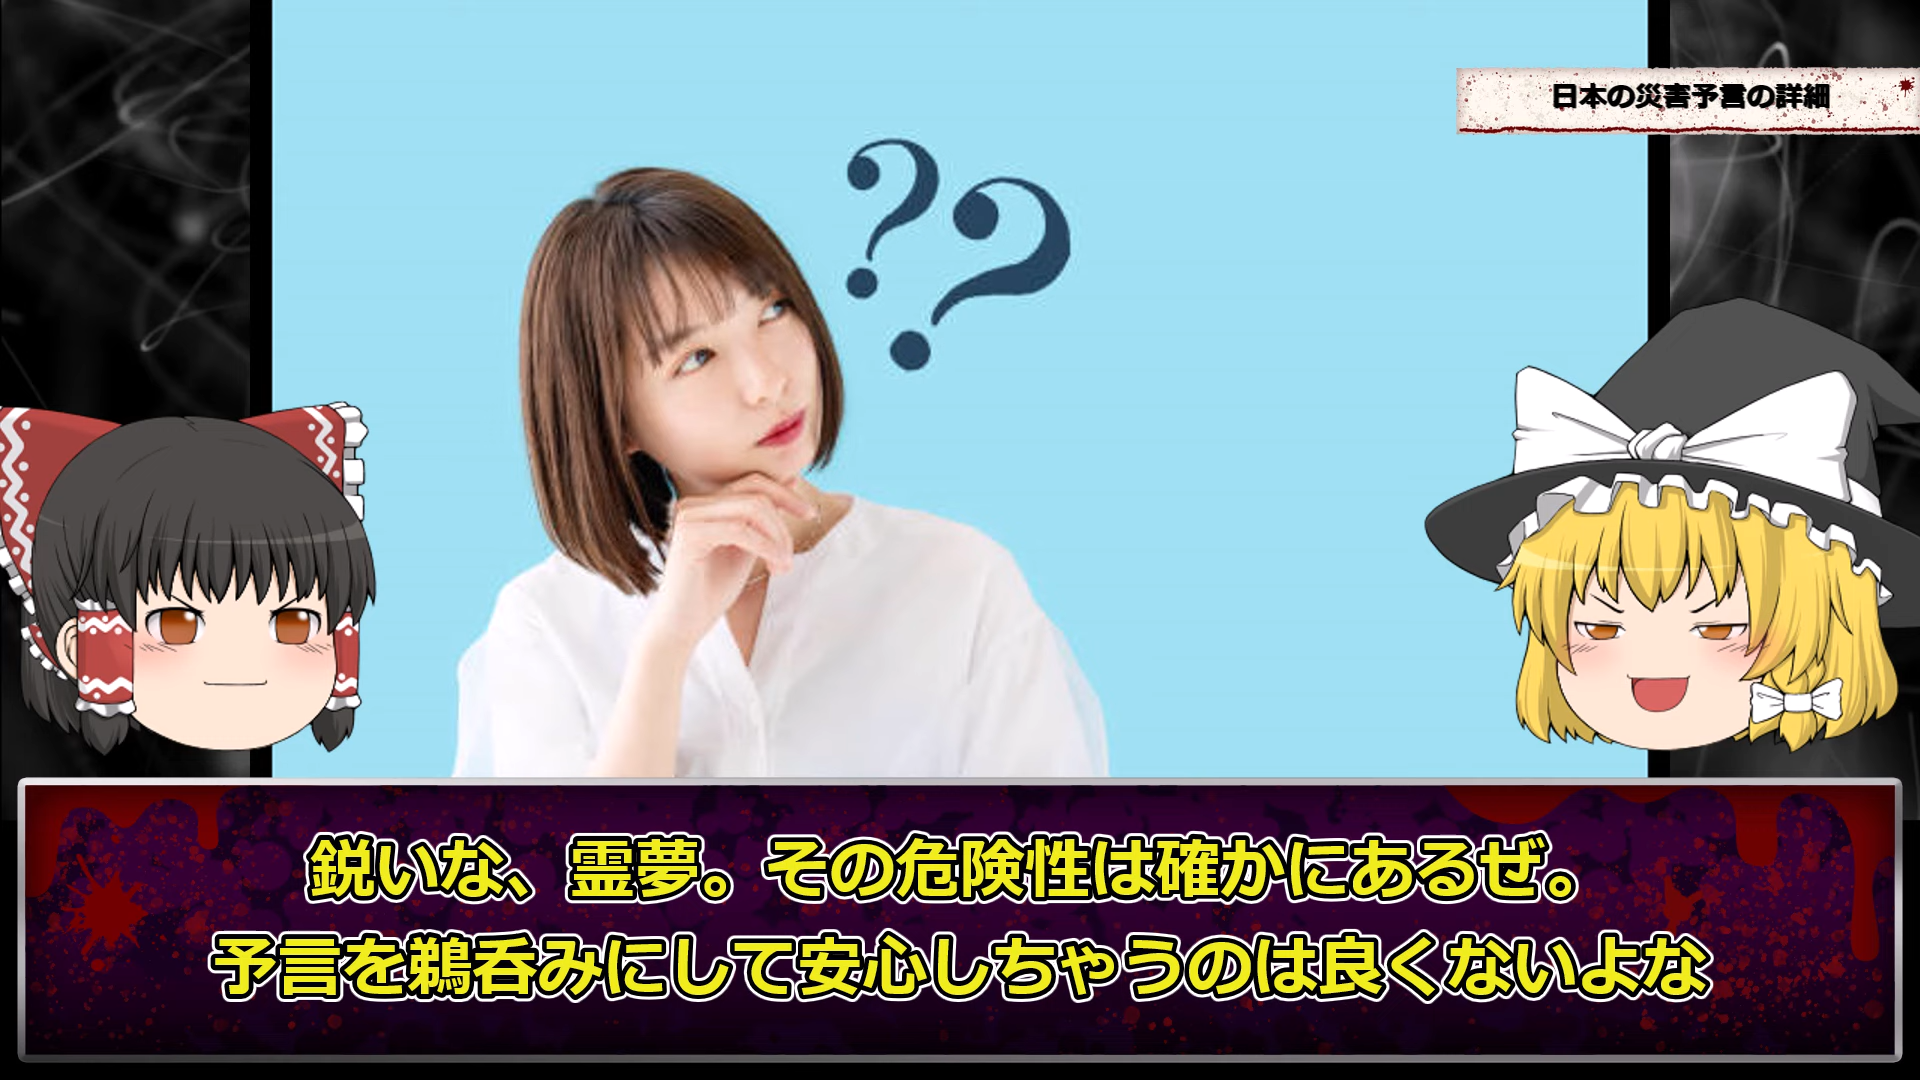 日本の災害予言の詳細
??
鋭いな、霊夢。その危険性は確かにあるぜ。
予言を鵜呑みにして安心しちゃうのは良くないよな